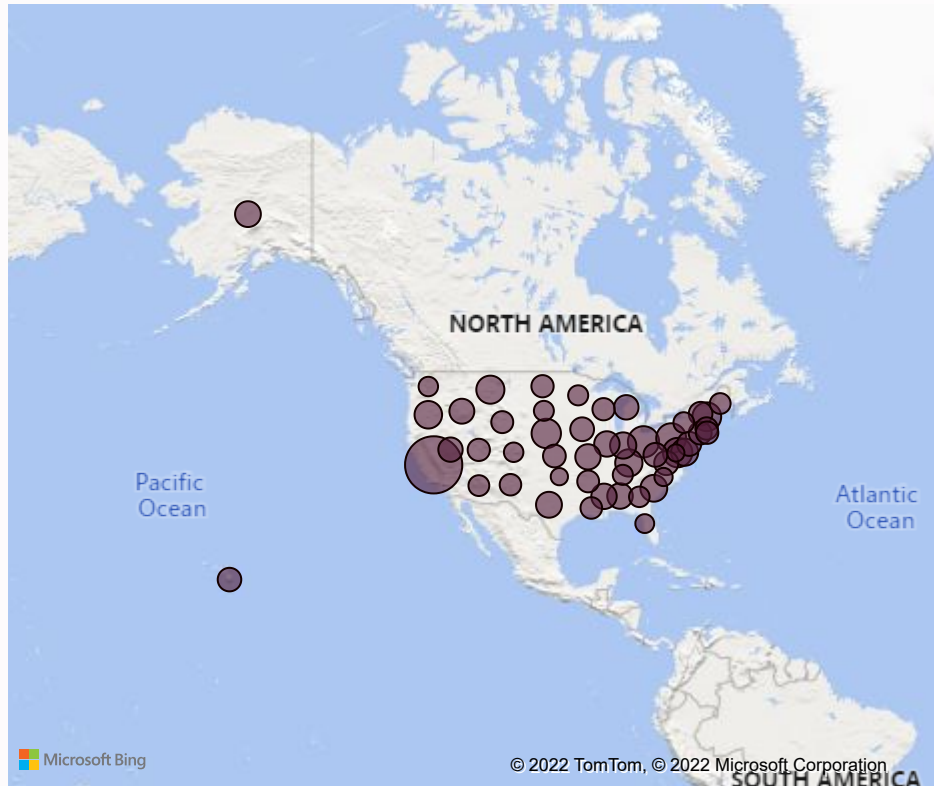 NORTH AMERICA
Pacific
Ocean
Atlantic
Ocean
Microsoft Bing
© 2022 TomTom, © 2022 Microsoft Corporation
SOUTH AMERICA